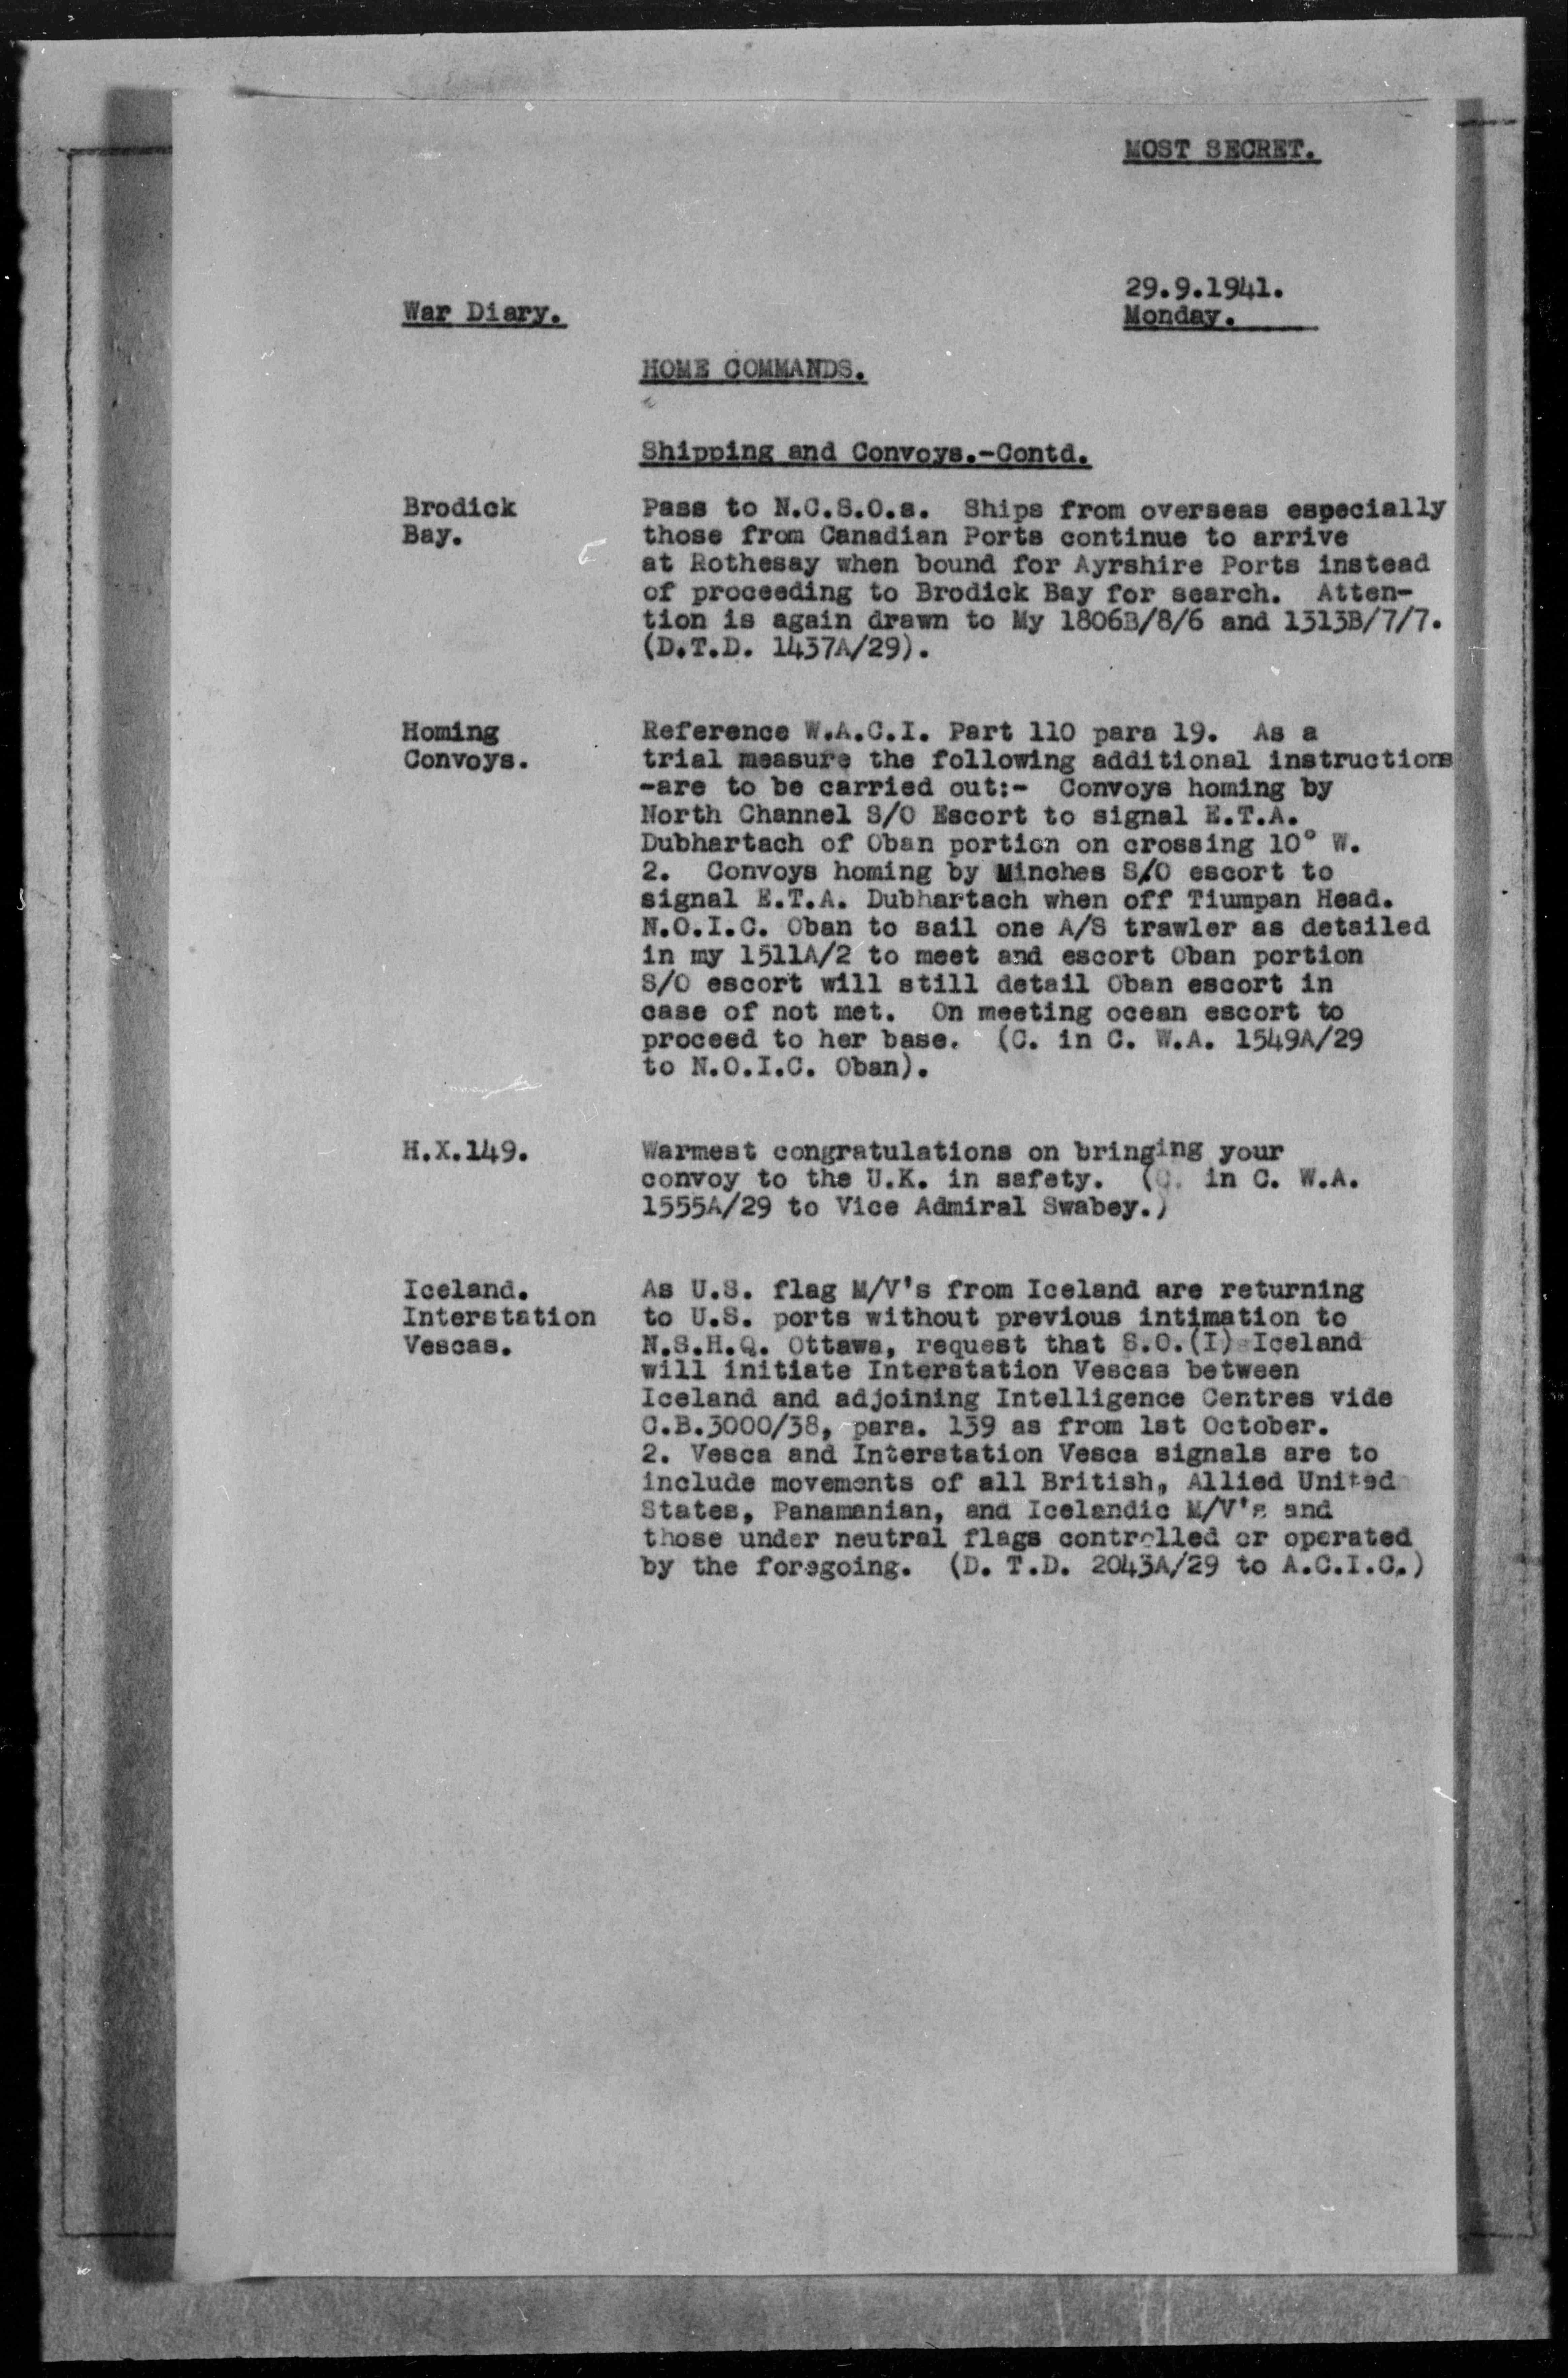 MOST SECRET.
29.9.1941.
War Diary.
Monday.
HOME COMMANDS.
Shipping and Convoys.-Contd.
Brodick Pass to N.C.S.O.s. Ships from overseas especially
Bay. those from Canadian Ports continue to arrive
at Rothesay when bound for Ayrshire Ports instead
of proceeding to Brodick Bay for search. Atten-
tion is again drawn to My 1806B/8/6 and 1313B/7/7.
(D.T.D. 1437A/29).
Homing Reference W.A.C.I. Part 110 para 19. As a
Convoys. trial measure the following additional instructions
-are to be carried out:- Convoys homing by
North Channel S/O Escort to signal E.T.A.
Dubhartach of Oban portion on crossing 10° W.
2. Convoys homing by Minches S/O escort to
signal E.T.A. Dubhartach when off Tiumpan Head.
N.O.I.C. Oban to sail one A/S trawler as detailed
in my 1511A/2 to meet and escort Oban portion
S/O escort will still detail Oban escort in
case of not met. On meeting ocean escort to
proceed to her base. (C. in C. W.A. 1549A/29
to N.O.I.C. Oban).
H.X.149. Warmest congratulations on bringing your
convoy to the U.K. in safety. (C. in C. W.A.
1555A/29 to Vice Admiral Swabey.)
Iceland. As U.S. flag M/V's from Iceland are returning
Interstation to U.S. ports without previous intimation to
Vescas. N.S.H.Q. Ottawa, request that S.O.(I) Iceland
will initiate Interstation Vescas between
Iceland and adjoining Intelligence Centres vide
C.B.3000/38, para. 139 as from 1st October.
2. Vesca and Interstation Vesca signals are to
include movements of all British, Allied United
States, Panamanian, and Icelandic M/V's and
those under neutral flags controlled or operated
by the foregoing. (D. T.D. 2043A/29 to A.C.I.C.)